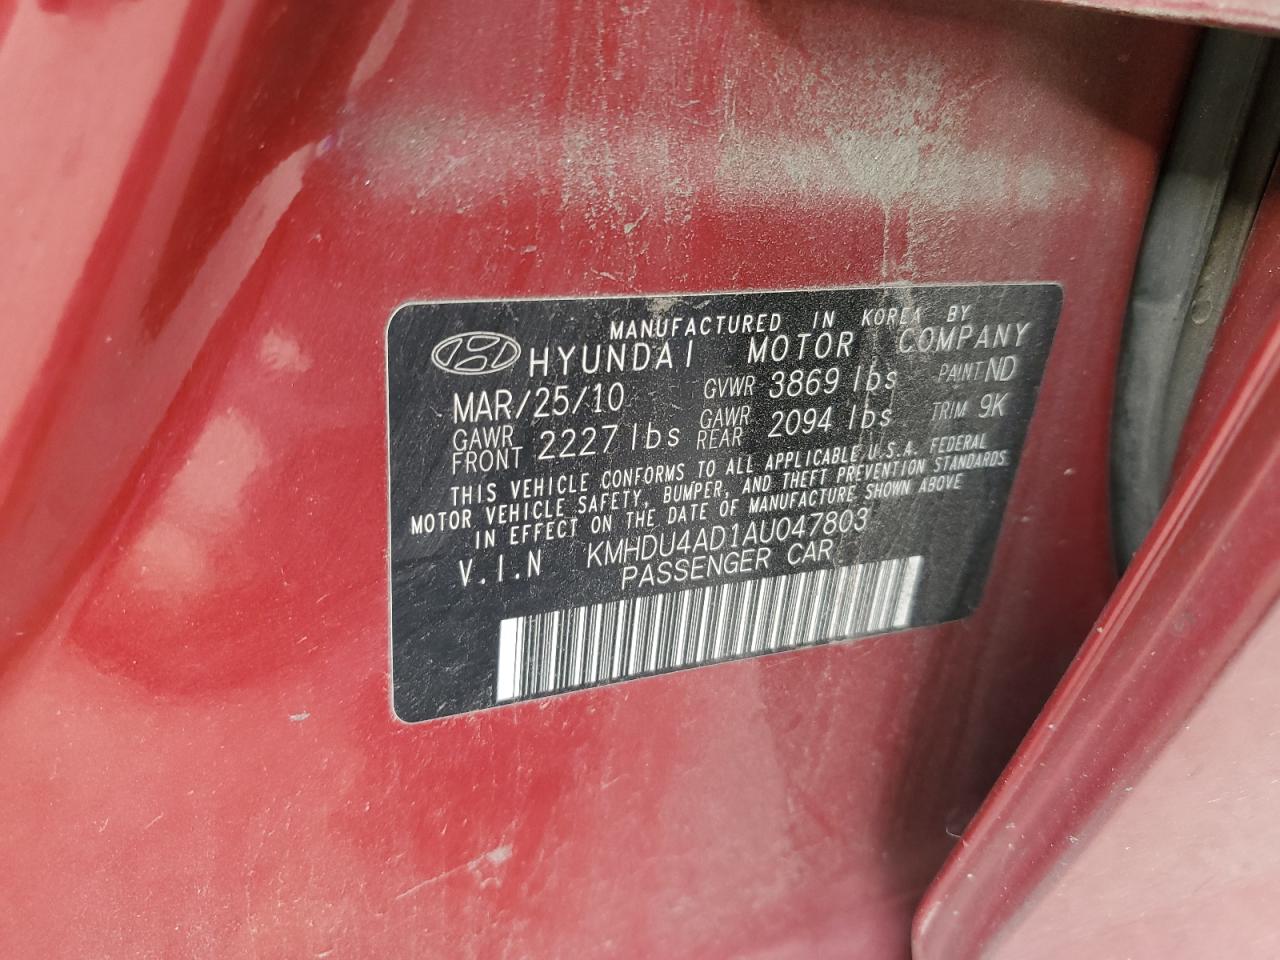 MANUFACTURED IN KOREA BY
HYUNDAI MOTOR COMPANY
MAR/25/10 GVWR 3869 lbs PAINT ND
GAWR FRONT 2227 lbs GAWR REAR 2094 lbs TRIM 9K
THIS VEHICLE CONFORMS TO ALL APPLICABLE U.S.A. FEDERAL
MOTOR VEHICLE SAFETY, BUMPER, AND THEFT PREVENTION STANDARDS
IN EFFECT ON THE DATE OF MANUFACTURE SHOWN ABOVE
V.I.N KMHDU4AD1AU047803
PASSENGER CAR